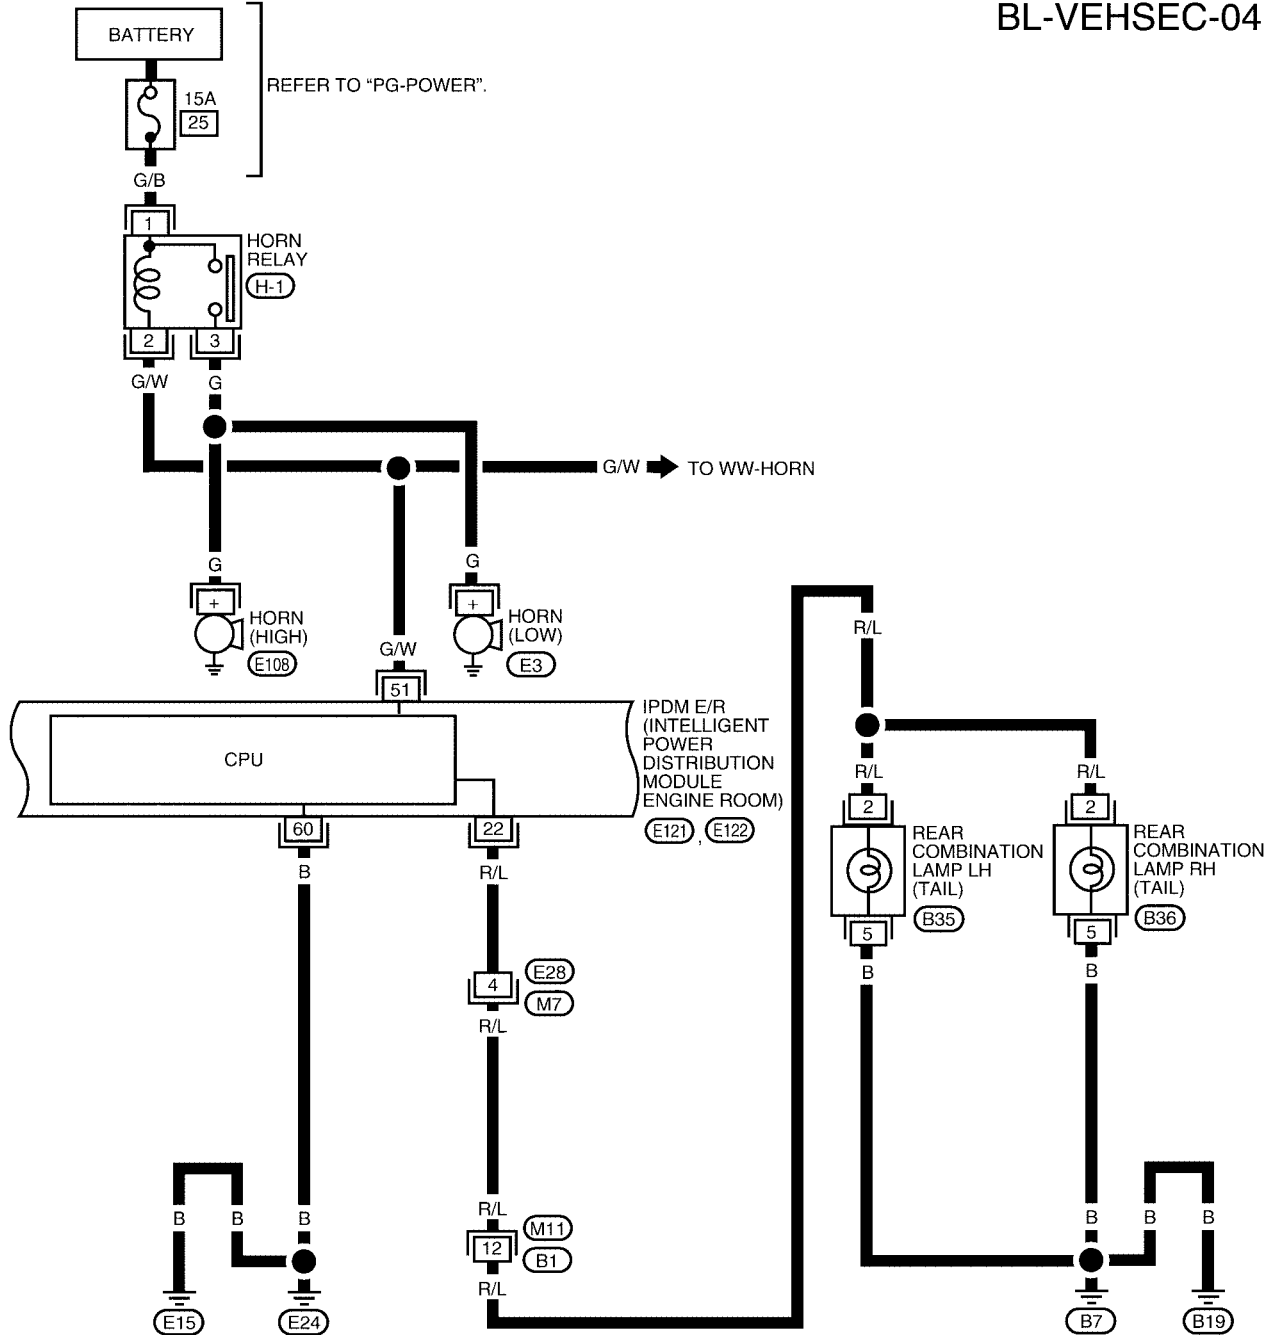 BL-VEHSEC-04
BATTERY
REFER TO “PG-POWER”.
15A
25
G/B
1
HORN
RELAY
H-1
2
3
G/W
G
G/W
TO WW-HORN
G
G
+
HORN
(HIGH)
E108
+
HORN
(LOW)
E3
G/W
51
CPU
IPDM E/R
(INTELLIGENT
POWER
DISTRIBUTION
MODULE
ENGINE ROOM)
E121 , E122
60
22
B
R/L
4
E28
M7
R/L
R/L
12
M11
B1
R/L
B
B
B
E15
E24
R/L
R/L
R/L
2
2
REAR
COMBINATION
LAMP LH
(TAIL)
B35
REAR
COMBINATION
LAMP RH
(TAIL)
B36
5
5
B
B
B
B
B
B7
B19